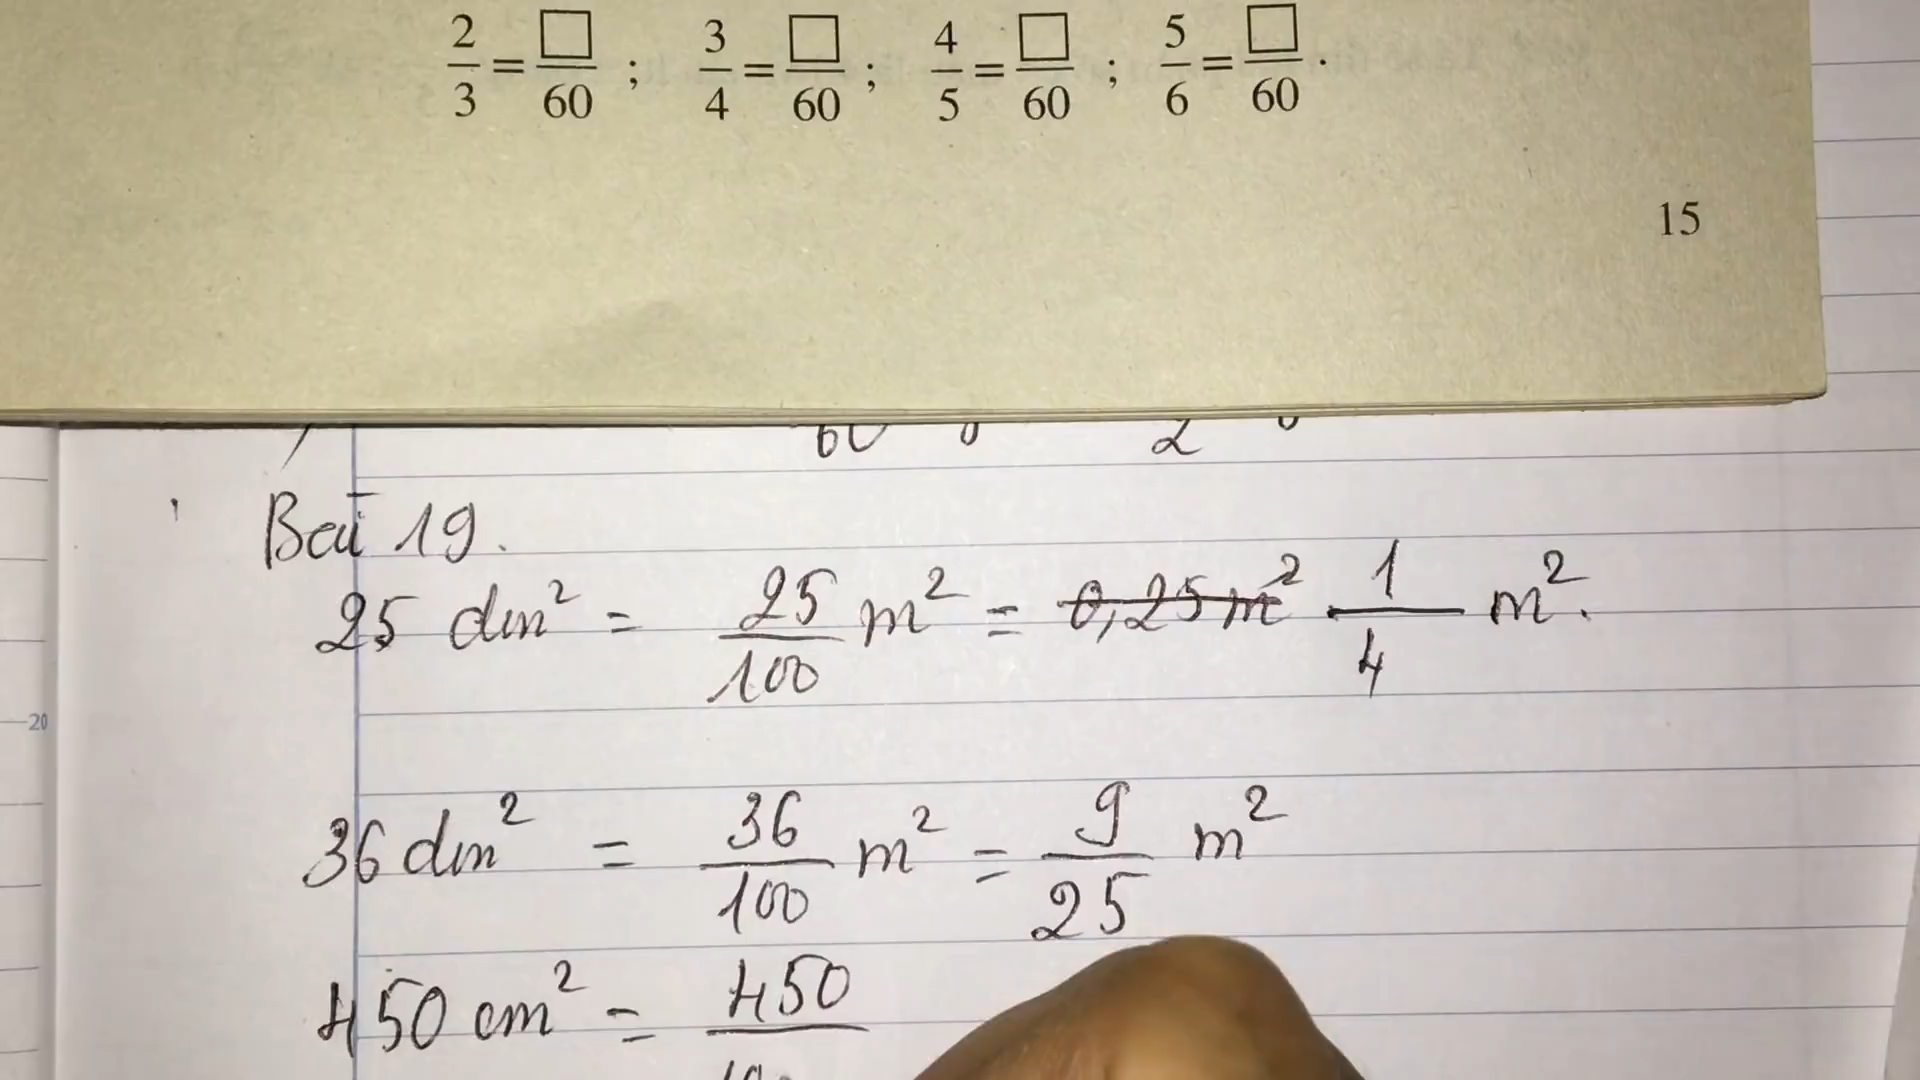 2/3 = □/60 ; 3/4 = □/60 ; 4/5 = □/60 ; 5/6 = □/60 .
15
Bài 19.
25 dm² = 25/100 m² = 0,25 m² 1/4 m².
20
36 dm² = 36/100 m² = 9/25 m²
450 cm² = 450